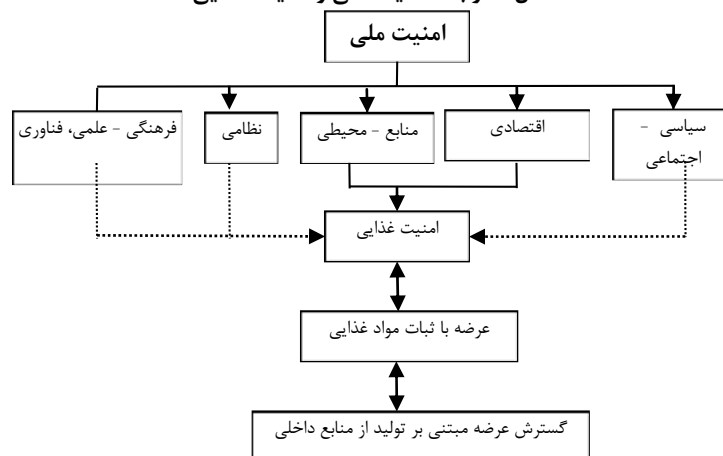 امنیت ملی
سیاسی -
اجتماعی
اقتصادی
منابع - محیطی
نظامی
فرهنگی - علمی، فناوری
امنیت غذایی
عرضه با ثبات مواد غذایی
گسترش عرضه مبتنی بر تولید از منابع داخلی